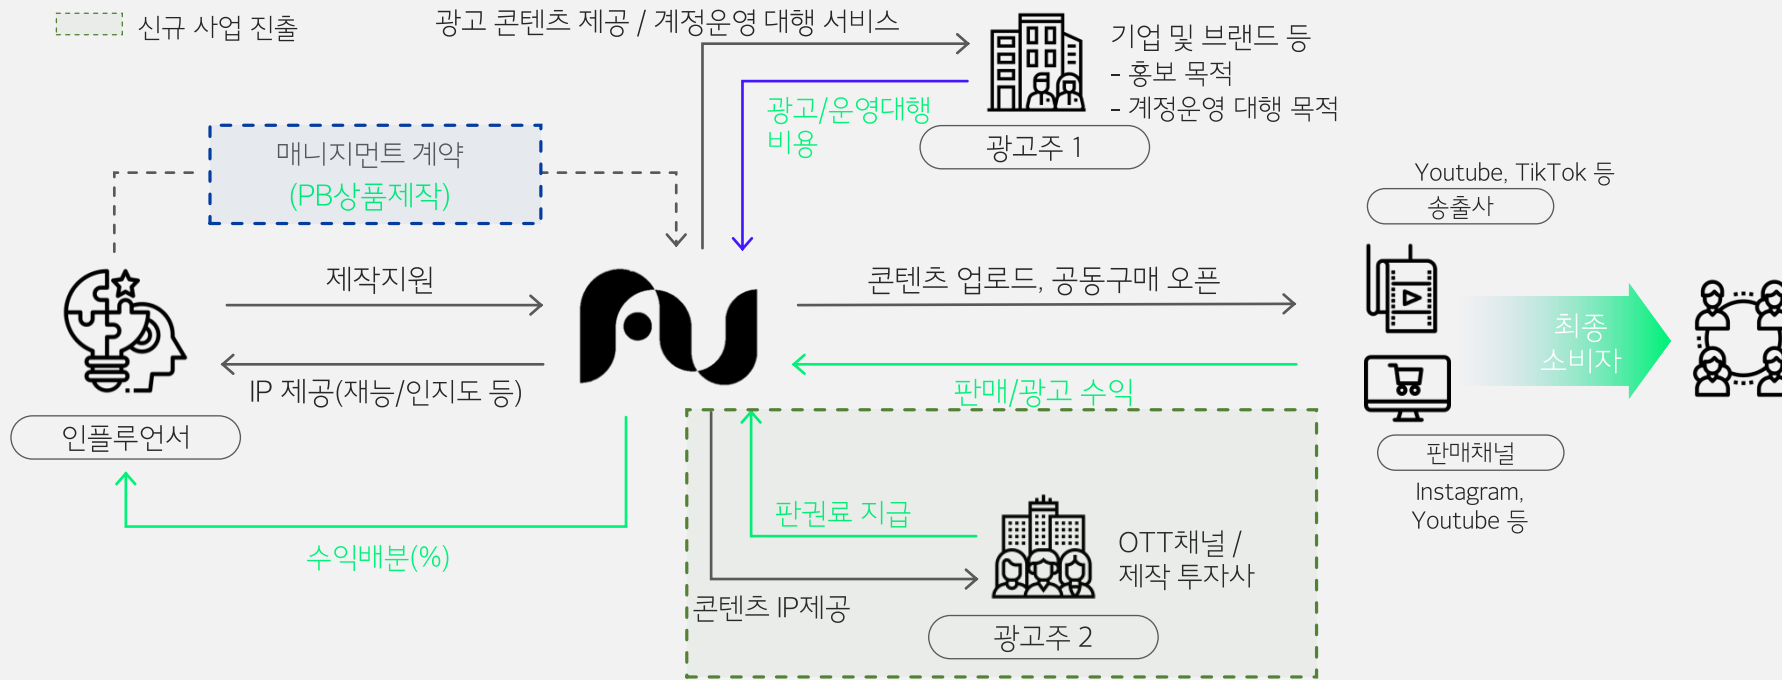 신규 사업 진출
광고 콘텐츠 제공 / 계정운영 대행 서비스
기업 및 브랜드 등
- 홍보 목적
- 계정운영 대행 목적
광고/운영대행
비용
광고주 1
매니지먼트 계약
(PB상품제작)
Youtube, TikTok 등
송출사
제작지원
콘텐츠 업로드, 공동구매 오픈
최종
소비자
IP 제공(재능/인지도 등)
판매/광고 수익
인플루언서
판매채널
Instagram,
Youtube 등
판권료 지급
OTT채널 /
제작 투자사
수익배분(%)
콘텐츠 IP제공
광고주 2